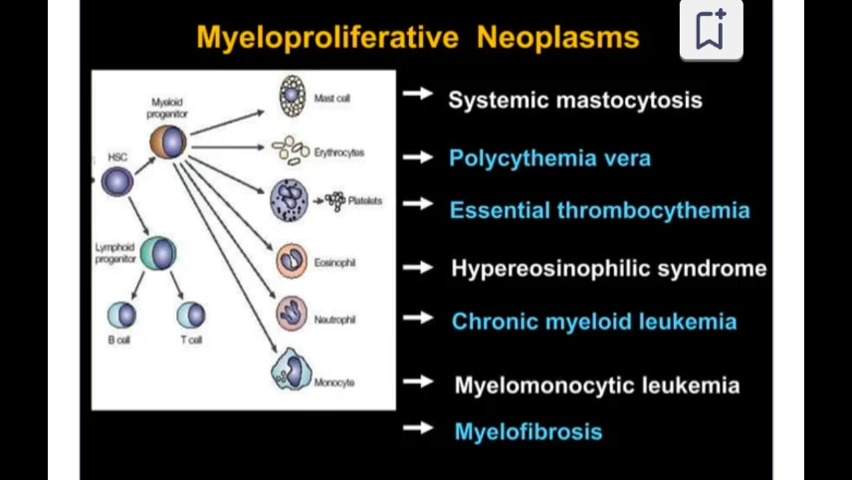 Myeloproliferative Neoplasms
Myeloid
progenitor
HSC
Lymphoid
progenitor
B cell
T cell
Mast cell
Erythrocytes
Platelets
Eosinophil
Neutrophil
Monocyte
Systemic mastocytosis
Polycythemia vera
Essential thrombocythemia
Hypereosinophilic syndrome
Chronic myeloid leukemia
Myelomonocytic leukemia
Myelofibrosis